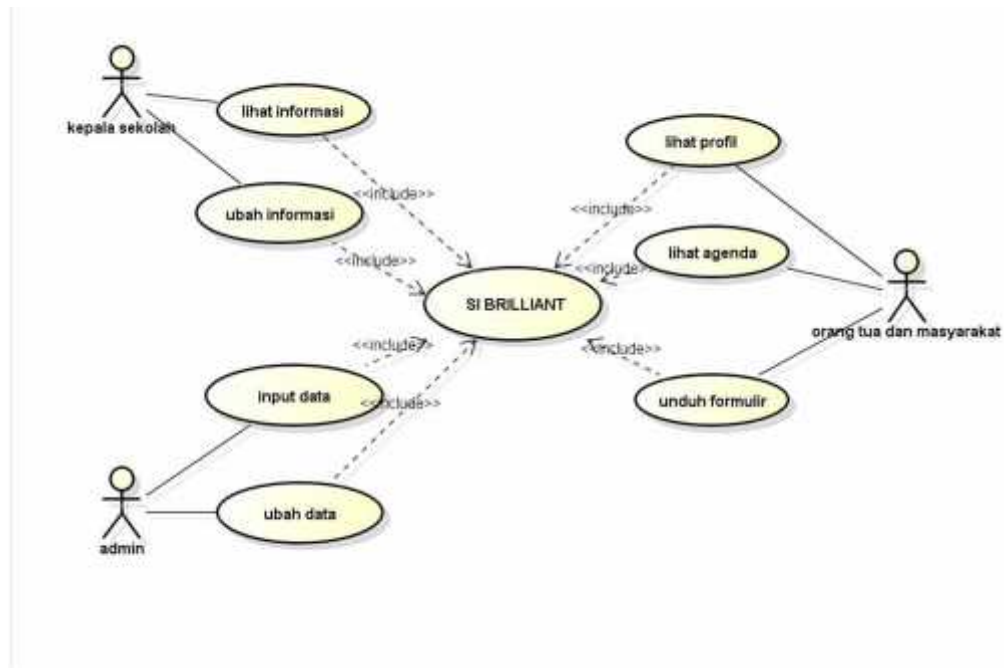 kepala sekolah
lihat informasi
ubah informasi
<<include>>
<<include>>
lihat profil
<<include>>
lihat agenda
<<include>>
SI BRILLIANT
orang tua dan masyarakat
<<include>>
unduh formulir
<<include>>
input data
<<include>>
ubah data
admin